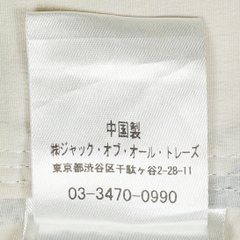 中国製
㈱ジャック・オブ・オール・トレーズ
東京都渋谷区千駄ヶ谷2-28-11
03-3470-0990